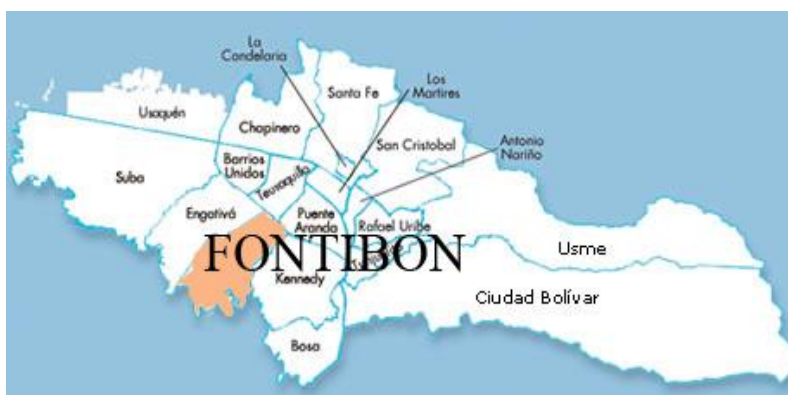 La
Candelaria
Santa Fe
Los
Martires
Usaquén
Chapinero
San Cristobal
Antonio
Nariño
Barrios
Unidos
Teusaquillo
Suba
Engativá
Puente
Aranda
Rafael Uribe
FONTIBON
Usme
Kennedy
Ciudad Bolívar
Bosa